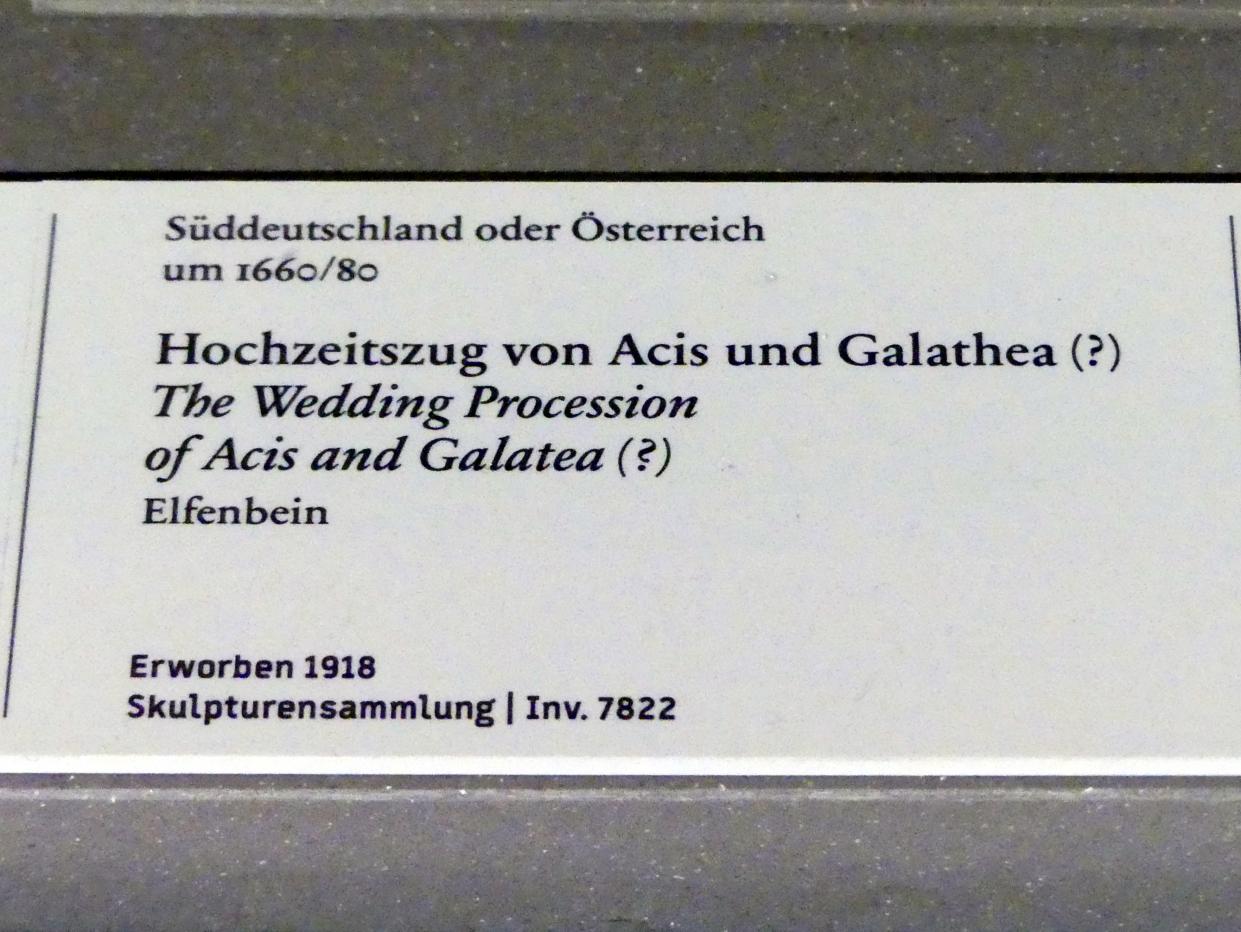 Süddeutschland oder Österreich
um 1660/80
Hochzeitszug von Acis und Galathea (?)
The Wedding Procession
of Acis and Galatea (?)
Elfenbein
Erworben 1918
Skulpturensammlung | Inv. 7822